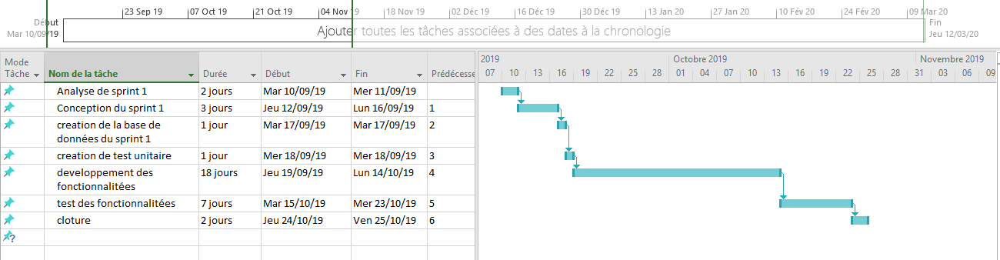 23 Sep 19 07 Oct 19 21 Oct 19 04 Nov 19 18 Nov 19 02 Déc 19 16 Déc 19 30 Déc 19 13 Jan 20 27 Jan 20 10 Fév 20 24 Fév 20 09 Mar 20
Début
Mar 10/09/19
Ajouter toutes les tâches associées à des dates à la chronologie
Fin
Jeu 12/03/20
Mode Tâche Nom de la tâche Durée Début Fin Prédécesse
2019 Octobre 2019 Novembre 2019
07 10 13 16 19 22 25 28 01 04 07 10 13 16 19 22 25 28 31 03 06 09
Analyse de sprint 1 2 jours Mar 10/09/19 Mer 11/09/19
Conception du sprint 1 3 jours Jeu 12/09/19 Lun 16/09/19 1
creation de la base de 1 jour Mar 17/09/19 Mar 17/09/19 2
données du sprint 1
creation de test unitaire 1 jour Mer 18/09/19 Mer 18/09/19 3
developpement des 18 jours Jeu 19/09/19 Lun 14/10/19 4
fonctionnalitées
test des fonctionnalitées 7 jours Mar 15/10/19 Mer 23/10/19 5
cloture 2 jours Jeu 24/10/19 Ven 25/10/19 6
?